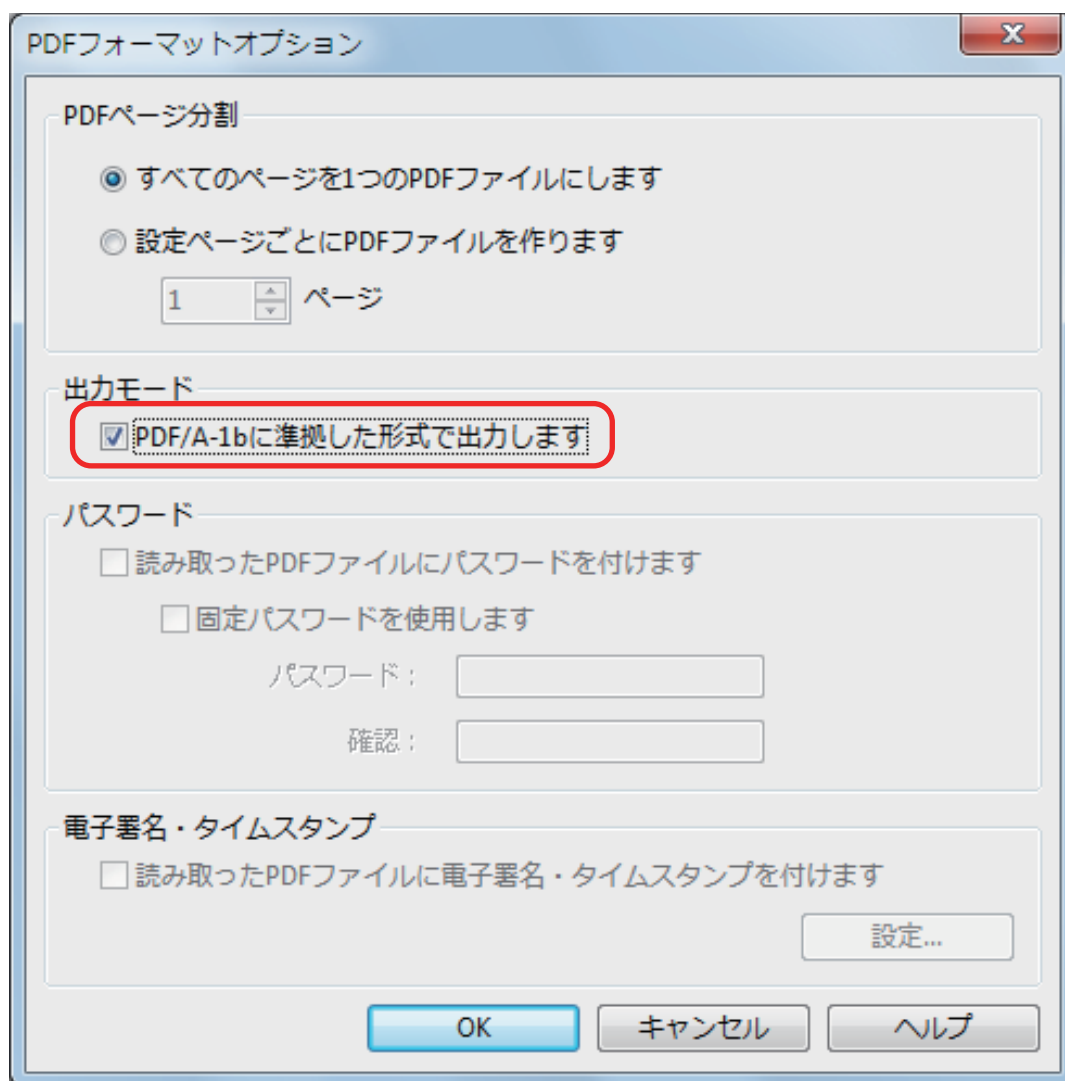 PDFフォーマットオプション
PDFページ分割
すべてのページを1つのPDFファイルにします
設定ページごとにPDFファイルを作ります
1 ページ
出力モード
PDF/A-1bに準拠した形式で出力します
パスワード
読み取ったPDFファイルにパスワードを付けます
固定パスワードを使用します
パスワード：
確認：
電子署名・タイムスタンプ
読み取ったPDFファイルに電子署名・タイムスタンプを付けます
設定...
OK キャンセル ヘルプ